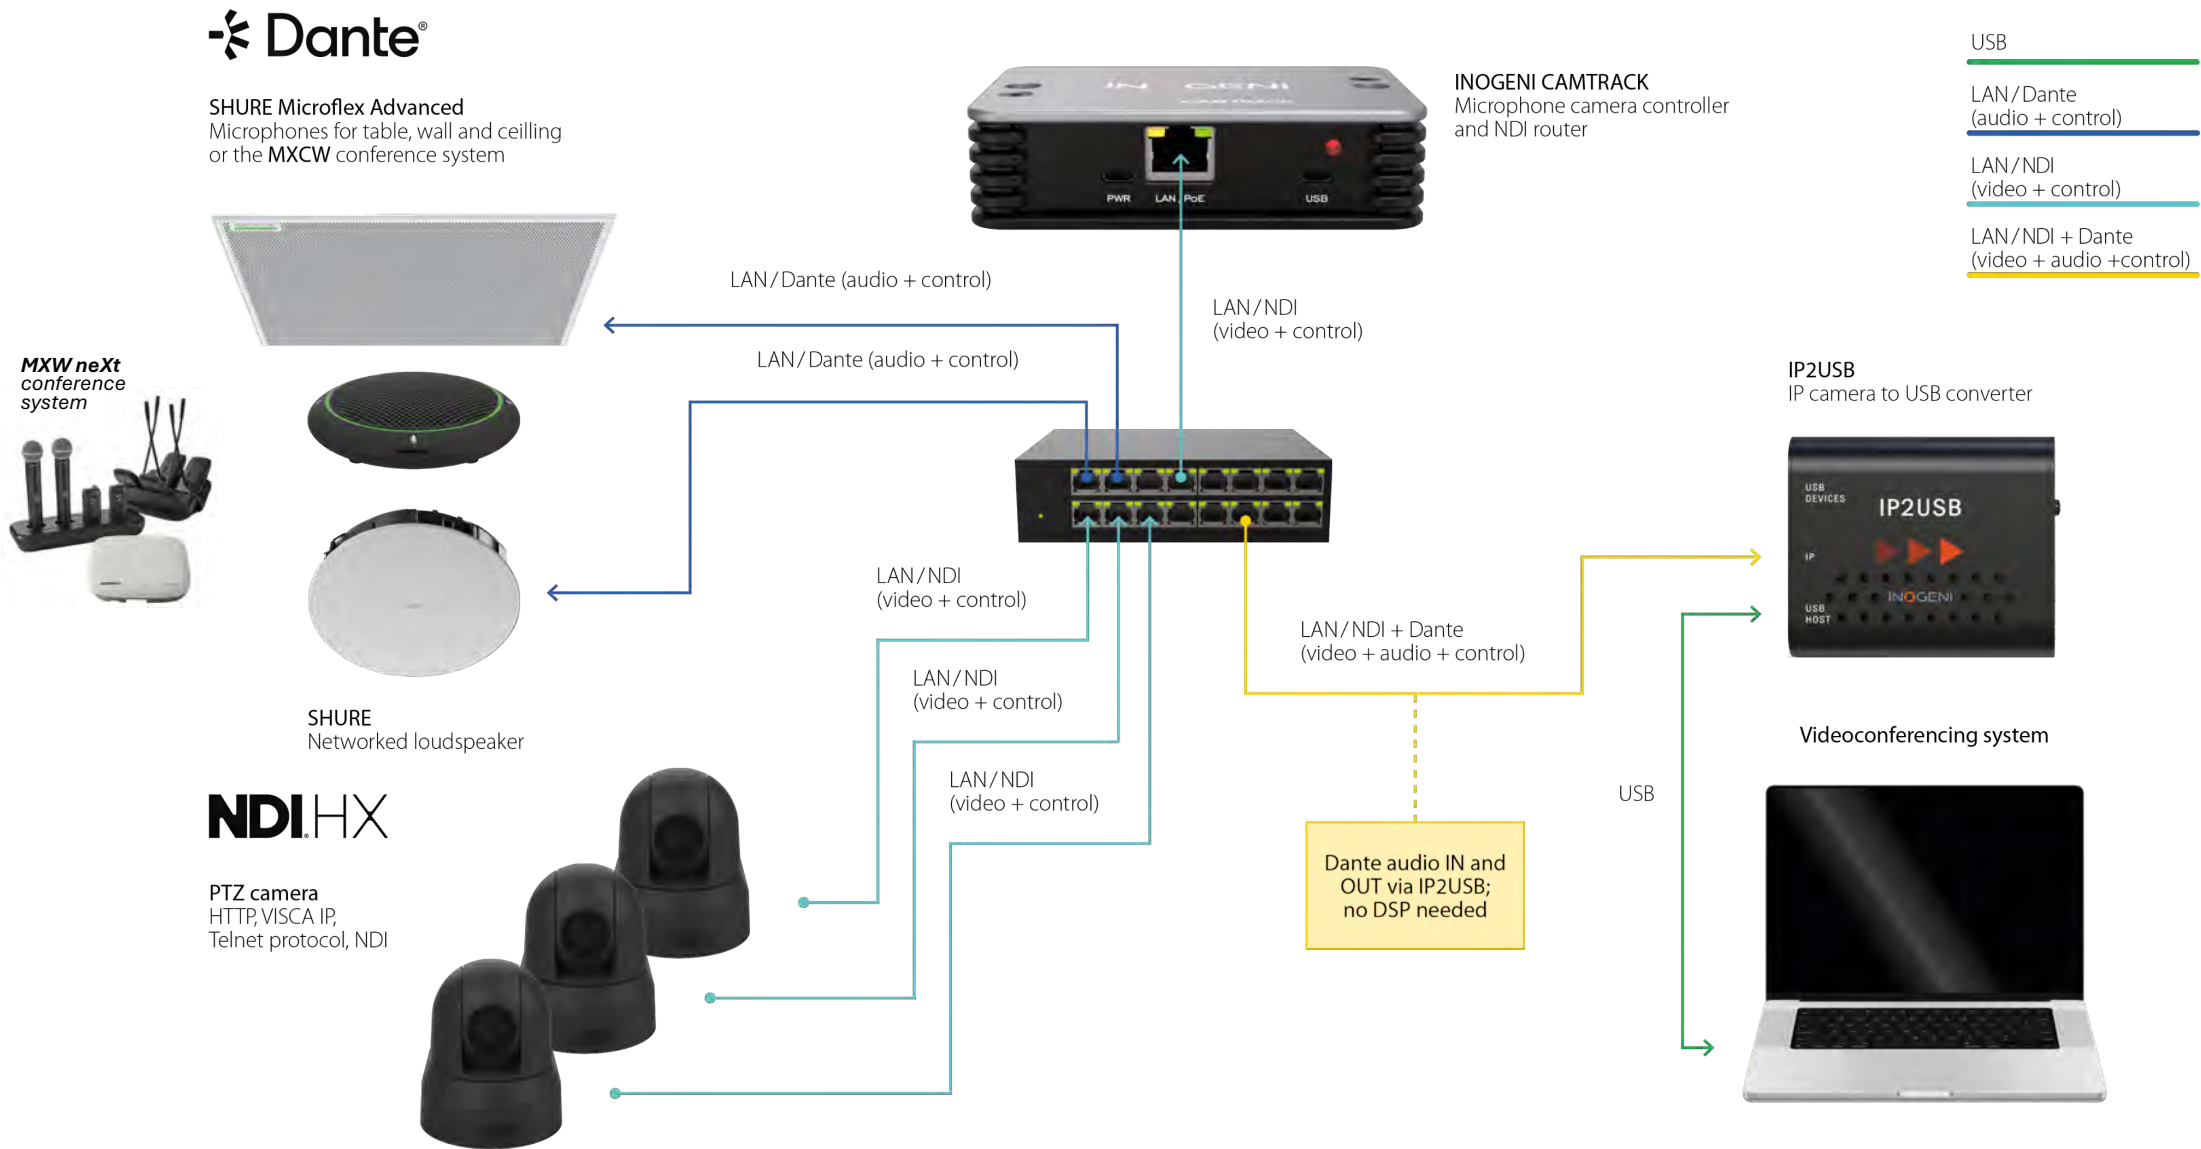 Dante®
SHURE Microflex Advanced
Microphones for table, wall and ceilling
or the MXCW conference system
MXW neXt
conference
system
SHURE
Networked loudspeaker
NDI HX
PTZ camera
HTTP, VISCA IP,
Telnet protocol, NDI
INOGENI CAMTRACK
Microphone camera controller
and NDI router
CAMTRACK
PWR
LAN / PoE
USB
LAN/Dante (audio + control)
LAN/Dante (audio + control)
LAN/NDI
(video + control)
LAN/NDI
(video + control)
LAN/NDI
(video + control)
LAN/NDI
(video + control)
LAN/NDI + Dante
(video + audio + control)
Dante audio IN and
OUT via IP2USB;
no DSP needed
USB
LAN/Dante
(audio + control)
LAN/NDI
(video + control)
LAN/NDI + Dante
(video + audio +control)
IP2USB
IP camera to USB converter
USB
DEVICES
IP2USB
IP
INOGENI
USB
HOST
Videoconferencing system
USB